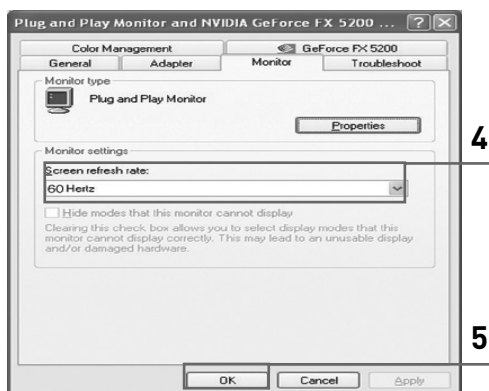 Plug and Play Monitor and NVIDIA GeForce FX 5200 ...
Color Management
GeForce FX 5200
General
Adapter
Monitor
Troubleshoot
Monitor type
Plug and Play Monitor
Properties
4
Monitor settings
Screen refresh rate:
60 Hertz
Hide modes that this monitor cannot display
Clearing this check box allows you to select display modes that this
monitor cannot display correctly. This may lead to an unusable display
and/or damaged hardware.
5
OK
Cancel
Apply